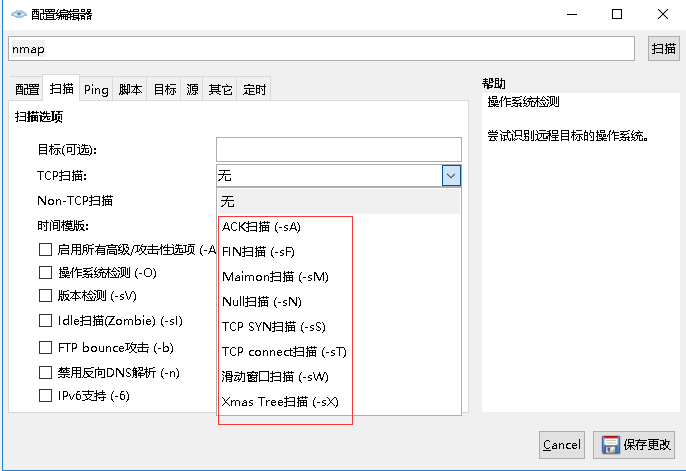 配置编辑器
nmap
扫描
配置 扫描 Ping 脚本 目标 源 其它 定时
帮助
操作系统检测
尝试识别远程目标的操作系统。
扫描选项
目标(可选):
TCP扫描: 无
Non-TCP扫描
时间模版:
无
ACK扫描 (-sA)
FIN扫描 (-sF)
Maimon扫描 (-sM)
Null扫描 (-sN)
TCP SYN扫描 (-sS)
TCP connect扫描 (-sT)
滑动窗口扫描 (-sW)
Xmas Tree扫描 (-sX)
启用所有高级/攻击性选项 (-A
操作系统检测 (-O)
版本检测 (-sV)
Idle扫描(Zombie) (-sI)
FTP bounce攻击 (-b)
禁用反向DNS解析 (-n)
IPv6支持 (-6)
Cancel
保存更改